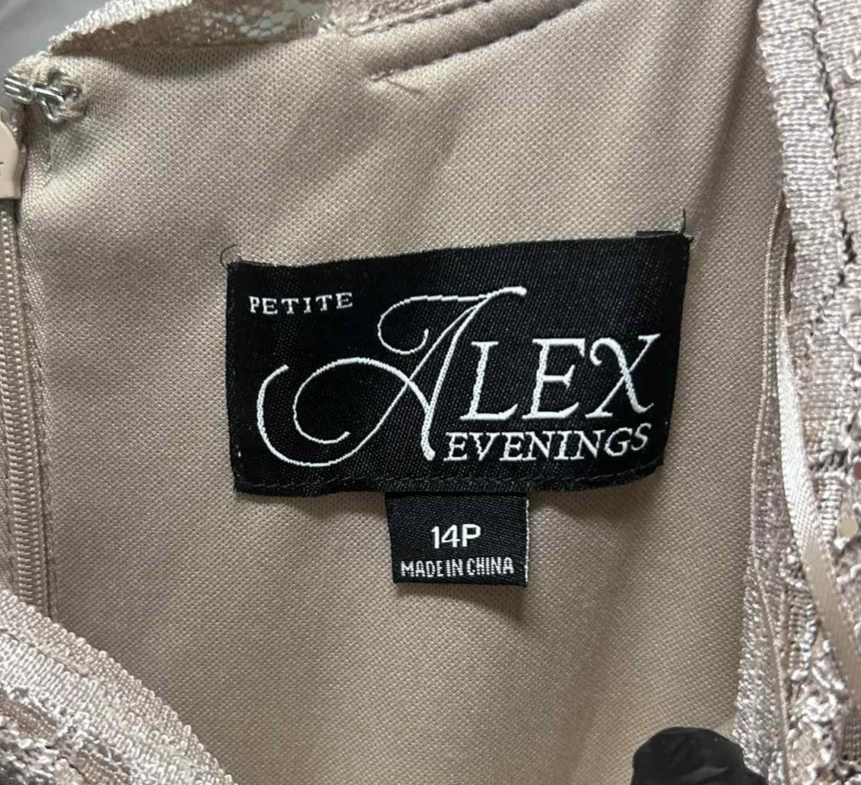 PETITE
ALEX
EVENINGS
14P
MADE IN CHINA